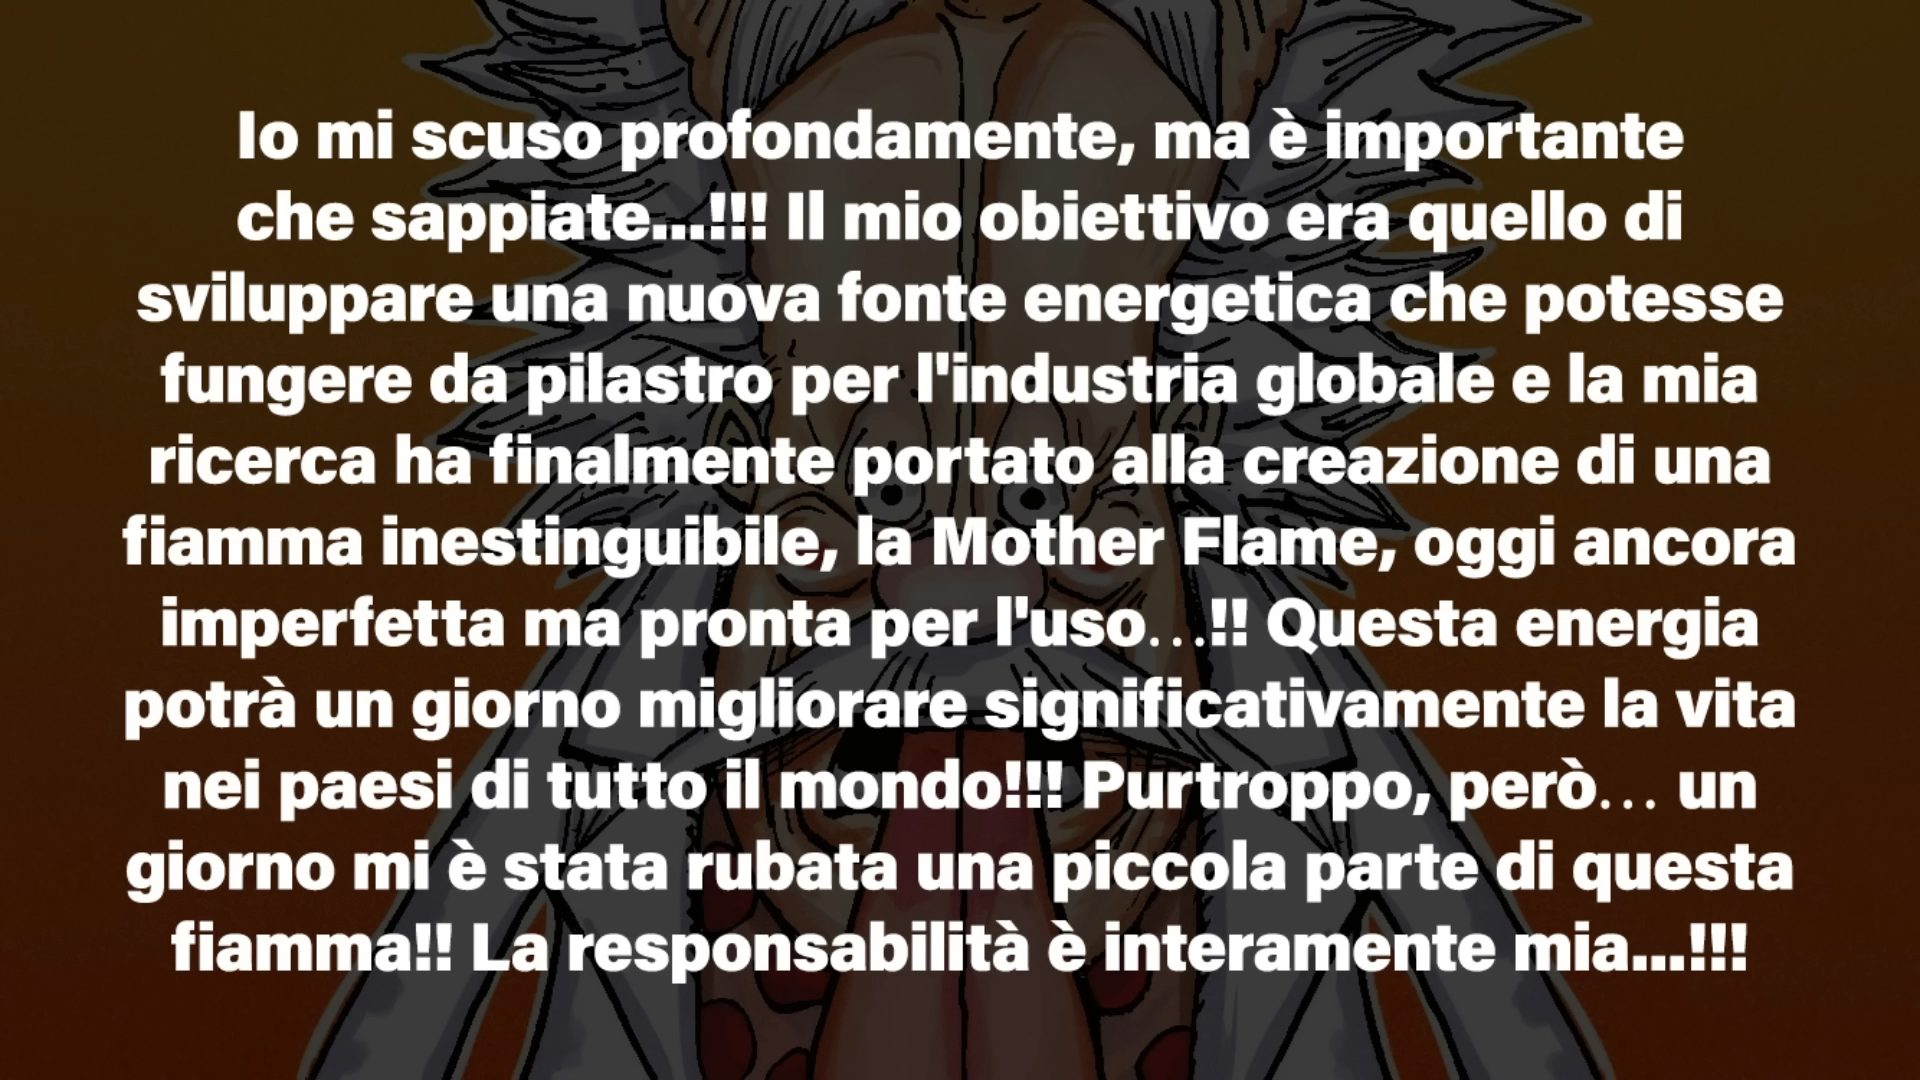 Io mi scuso profondamente, ma è importante
che sappiate...!!! Il mio obiettivo era quello di
sviluppare una nuova fonte energetica che potesse
fungere da pilastro per l'industria globale e la mia
ricerca ha finalmente portato alla creazione di una
fiamma inestinguibile, la Mother Flame, oggi ancora
imperfetta ma pronta per l'uso…!! Questa energia
potrà un giorno migliorare significativamente la vita
nei paesi di tutto il mondo!!! Purtroppo, però… un
giorno mi è stata rubata una piccola parte di questa
fiamma!! La responsabilità è interamente mia...!!!